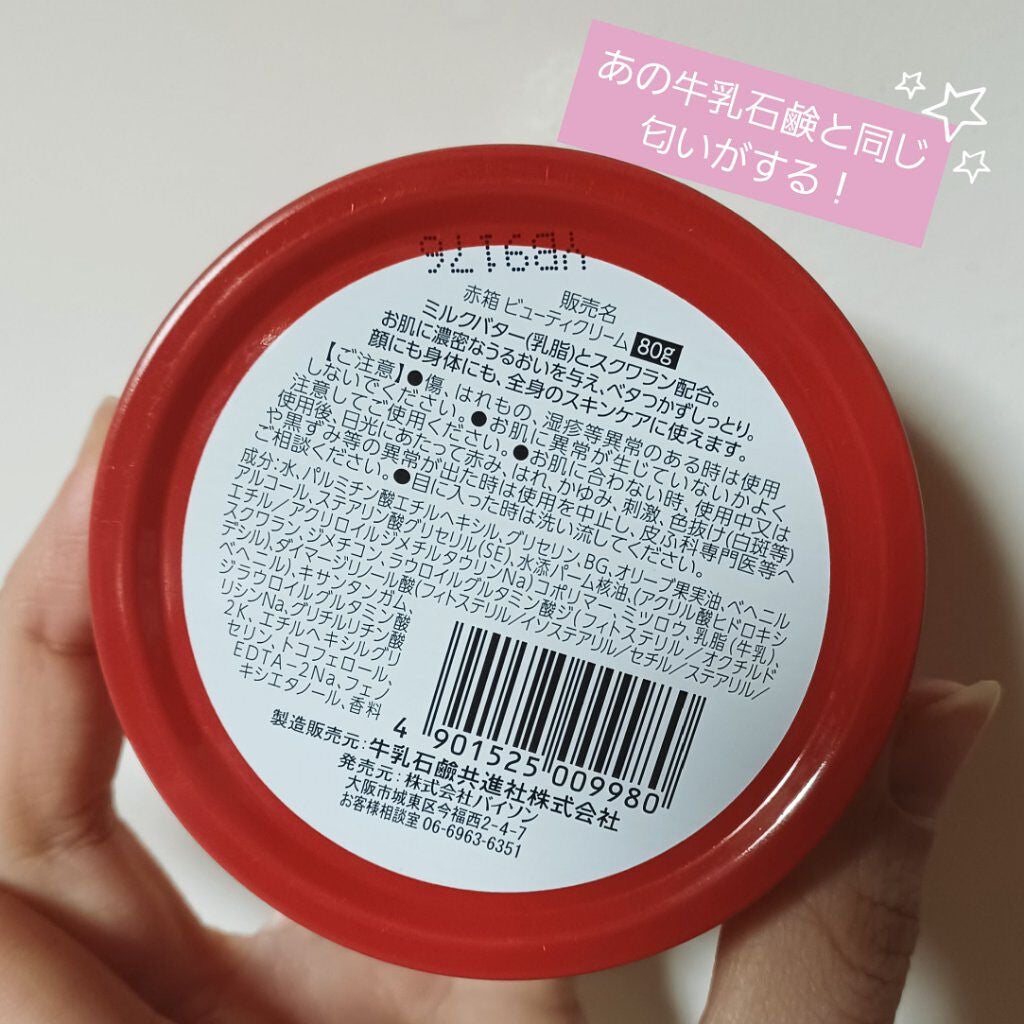 あの牛乳石鹸と同じ
匂いがする！
販売名
赤箱 ビューティクリーム 80g
ミルクバター(乳脂)とスクワラン配合。
お肌に濃密なうるおいを与え、ベタつかずしっとり。
顔にも身体にも、全身のスキンケアに使えます。
【ご注意】●傷、はれもの、湿疹等異常のある時は使用
しないでください。●お肌に異常が生じていないかよく
注意してご使用ください。●お肌に合わない時、使用中又は
使用後、日光にあたって赤み、はれ、かゆみ、刺激、色抜け(白斑等)
や黒ずみ等の異常が出た時は使用を中止し、皮ふ科専門医等へ
ご相談ください。●目に入った時は洗い流してください。
成分:水、パルミチン酸エチルヘキシル、グリセリン、BG、オリーブ果実油、ベヘニル
アルコール、ステアリン酸グリセリル(SE)、水添パーム核油、(アクリル酸ヒドロキシ
エチル/アクリロイルジメチルタウリンNa)コポリマー、ミツロウ、乳脂(牛乳)、
スクワラン、ジメチコン、ラウロイルグルタミン酸ジ(フィトステリル/オクチルド
デシル)、ダイマージリノール酸(フィトステリル/イソステアリル/セチル/ステアリル/
ベヘニル)、キサンタンガム、
ジラウロイルグルタミン酸
リシンNa、グリチルリチン酸
2K、エチルヘキシルグリ
セリン、トコフェロール、
EDTA-2Na、フェノ
キシエタノール、香料
4 901525 009980
製造販売元:牛乳石鹸共進社株式会社
発売元:株式会社バイソン
大阪市城東区今福西2-4-7
お客様相談室 06-6963-6351